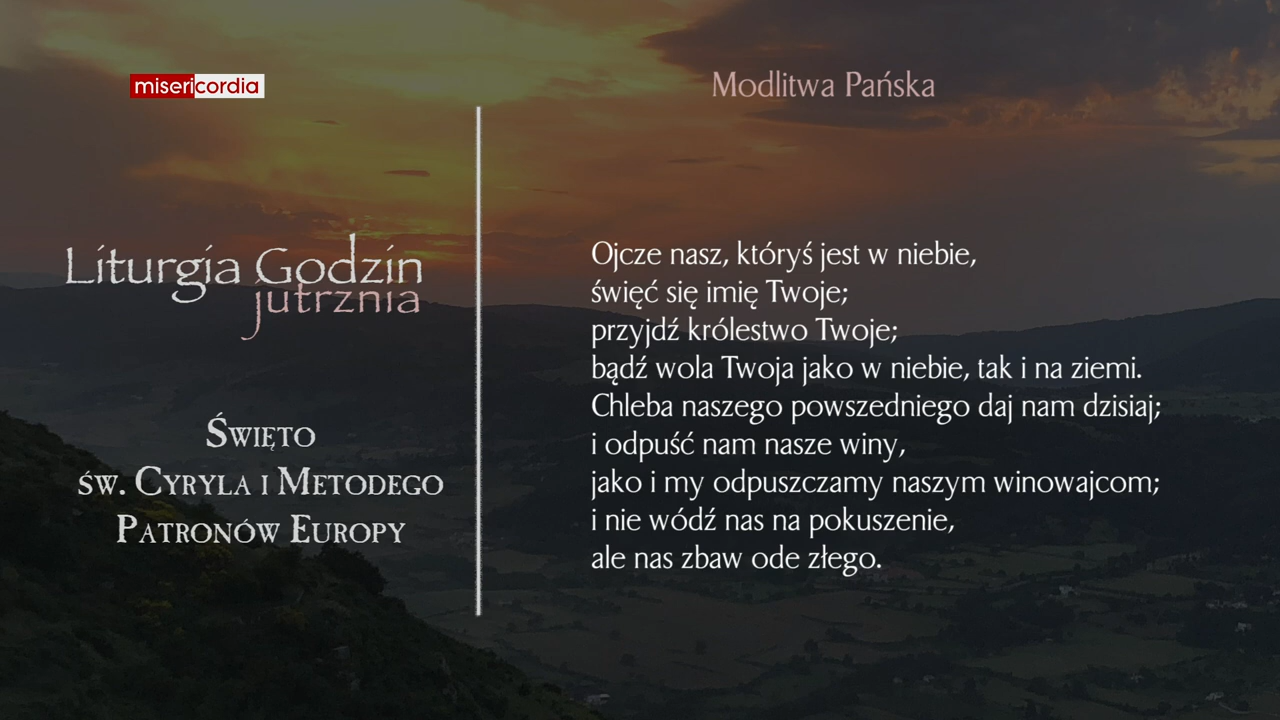 misericordia
Liturgia Godzin
jutrznia
Święto
św. Cyryla i Metodego
Patronów Europy
Modlitwa Pańska
Ojcze nasz, któryś jest w niebie,
święć się imię Twoje;
przyjdź królestwo Twoje;
bądź wola Twoja jako w niebie, tak i na ziemi.
Chleba naszego powszedniego daj nam dzisiaj;
i odpuść nam nasze winy,
jako i my odpuszczamy naszym winowajcom;
i nie wódź nas na pokuszenie,
ale nas zbaw ode złego.